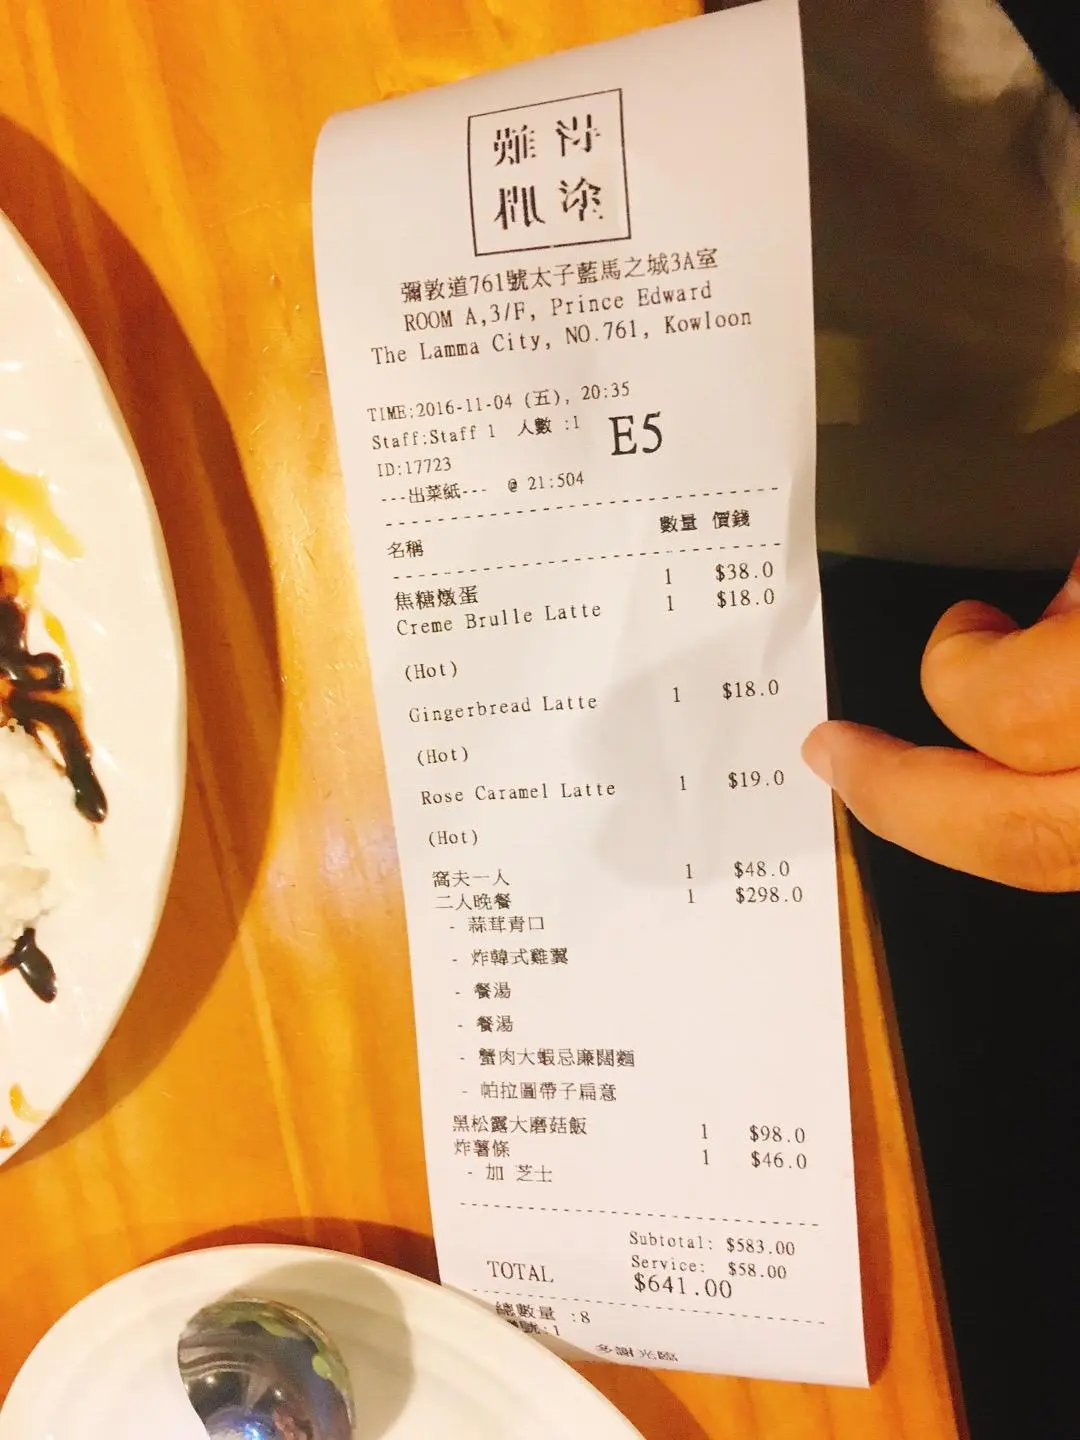 難得
糊塗
彌敦道761號太子藍馬之城3A室
ROOM A,3/F, Prince Edward
The Lamma City, NO.761, Kowloon
TIME:2016-11-04 (五), 20:35
Staff:Staff 1 人數 :1 E5
ID:17723
---出菜紙--- @ 21:504
名稱 數量 價錢
焦糖燉蛋 1 $38.0
Creme Brulle Latte 1 $18.0
(Hot)
Gingerbread Latte 1 $18.0
(Hot)
Rose Caramel Latte 1 $19.0
(Hot)
窩夫一人 1 $48.0
二人晚餐 1 $298.0
- 蒜茸青口
- 炸韓式雞翼
- 餐湯
- 餐湯
- 蟹肉大蝦忌廉闊麵
- 帕拉圖帶子扁意
黑松露大磨菇飯 1 $98.0
炸薯條 1 $46.0
- 加 芝士
Subtotal: $583.00
Service: $58.00
TOTAL $641.00
總數量 :8
號:1
多謝光臨